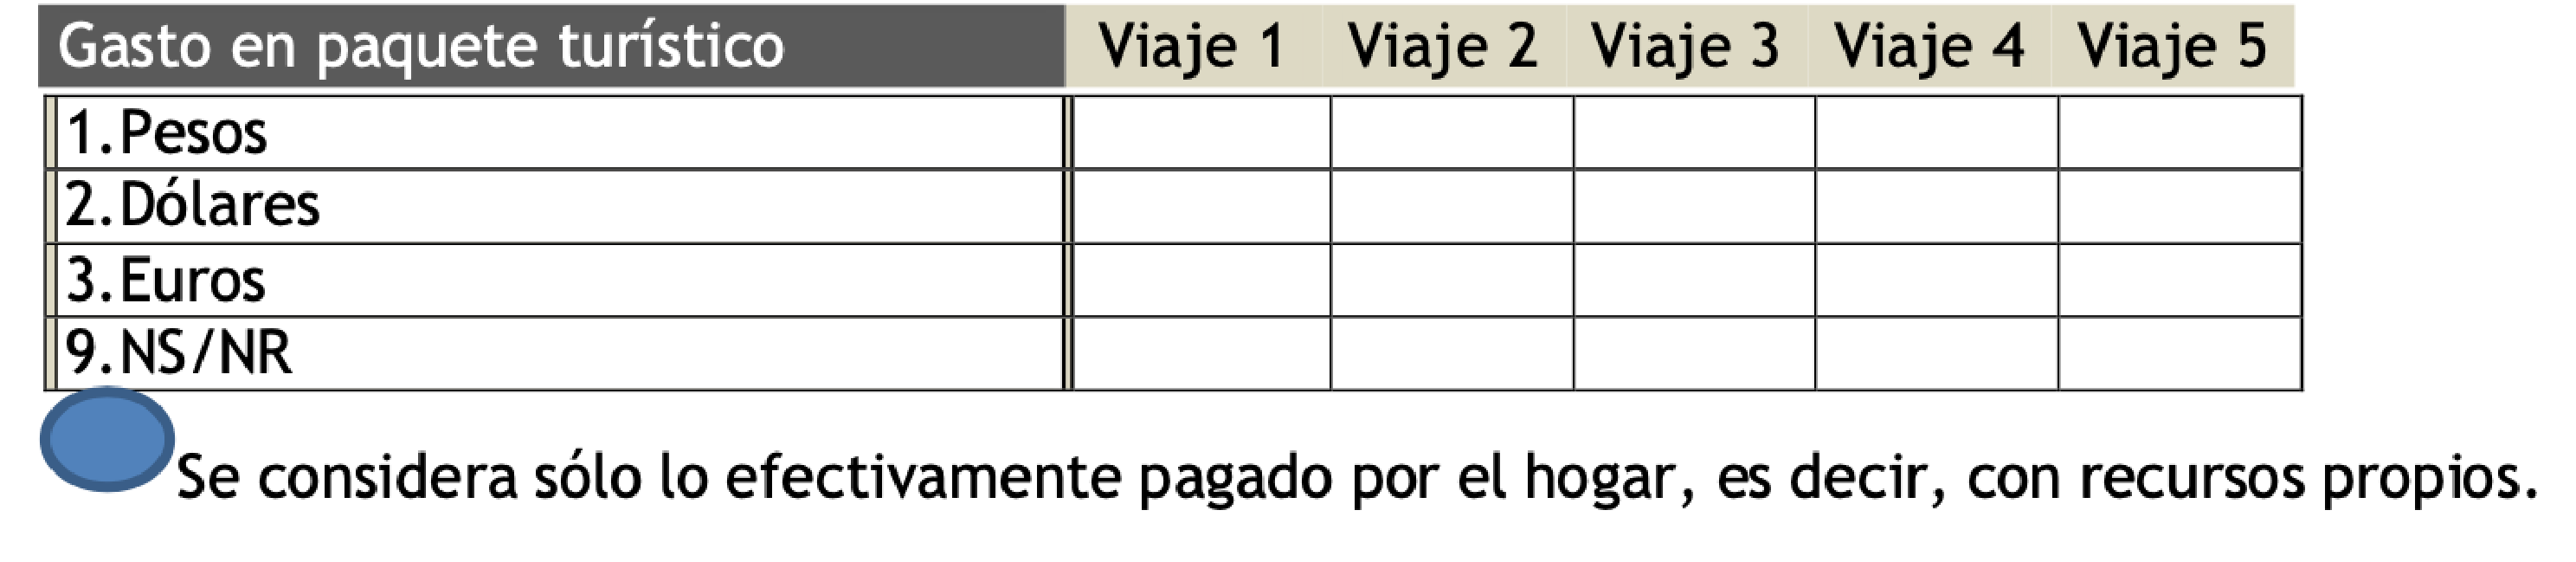 Gasto en paquete turístico Viaje 1 Viaje 2 Viaje 3 Viaje 4 Viaje 5
1.Pesos
2.Dólares
3.Euros
9.NS/NR
Se considera sólo lo efectivamente pagado por el hogar, es decir, con recursos propios.